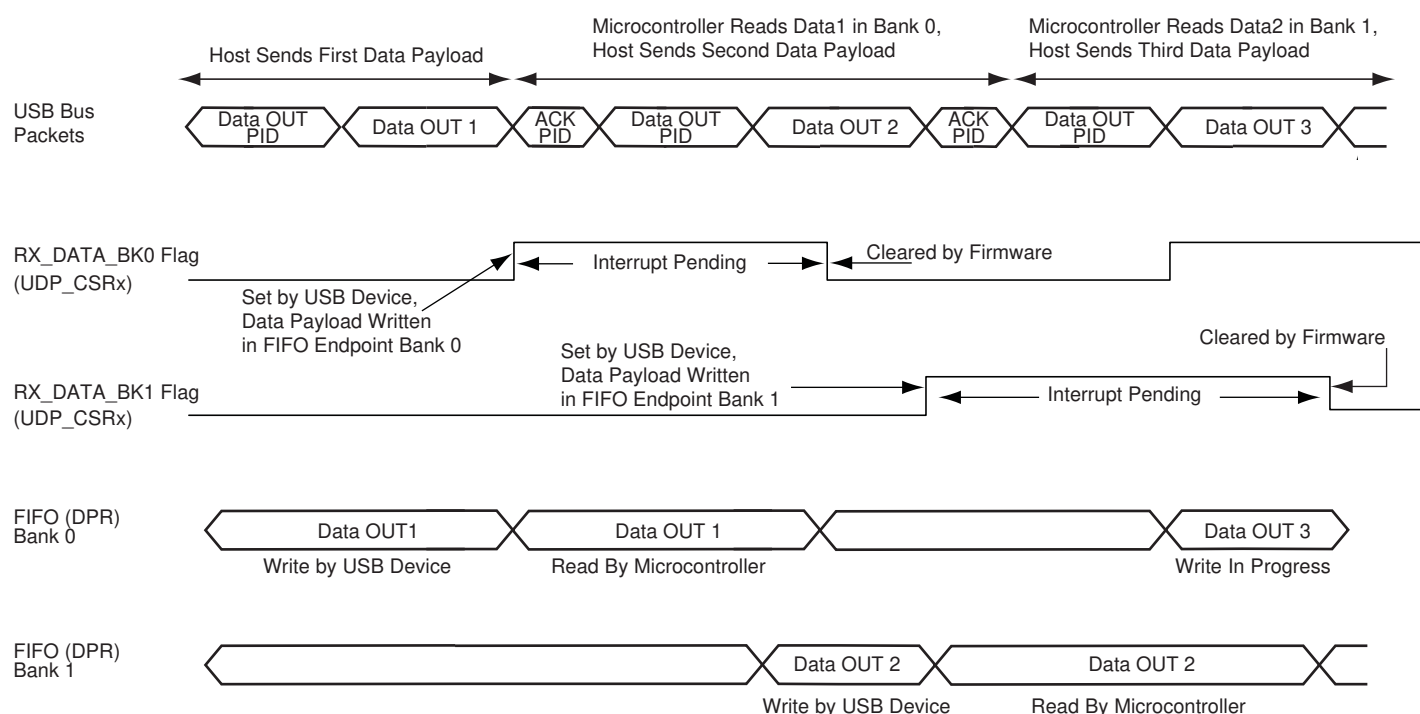 Microcontroller Reads Data1 in Bank 0,
Host Sends Second Data Payload
Microcontroller Reads Data2 in Bank 1,
Host Sends Third Data Payload
Host Sends First Data Payload
USB Bus
Packets
Data OUT
PID
Data OUT 1
ACK
PID
Data OUT
PID
Data OUT 2
ACK
PID
Data OUT
PID
Data OUT 3
RX_DATA_BK0 Flag
(UDP_CSRx)
Interrupt Pending
Cleared by Firmware
Set by USB Device,
Data Payload Written
in FIFO Endpoint Bank 0
Cleared by Firmware
Set by USB Device,
Data Payload Written
in FIFO Endpoint Bank 1
RX_DATA_BK1 Flag
(UDP_CSRx)
Interrupt Pending
FIFO (DPR)
Bank 0
Data OUT1
Data OUT 1
Data OUT 3
Write by USB Device
Read By Microcontroller
Write In Progress
FIFO (DPR)
Bank 1
Data OUT 2
Data OUT 2
Write by USB Device
Read By Microcontroller